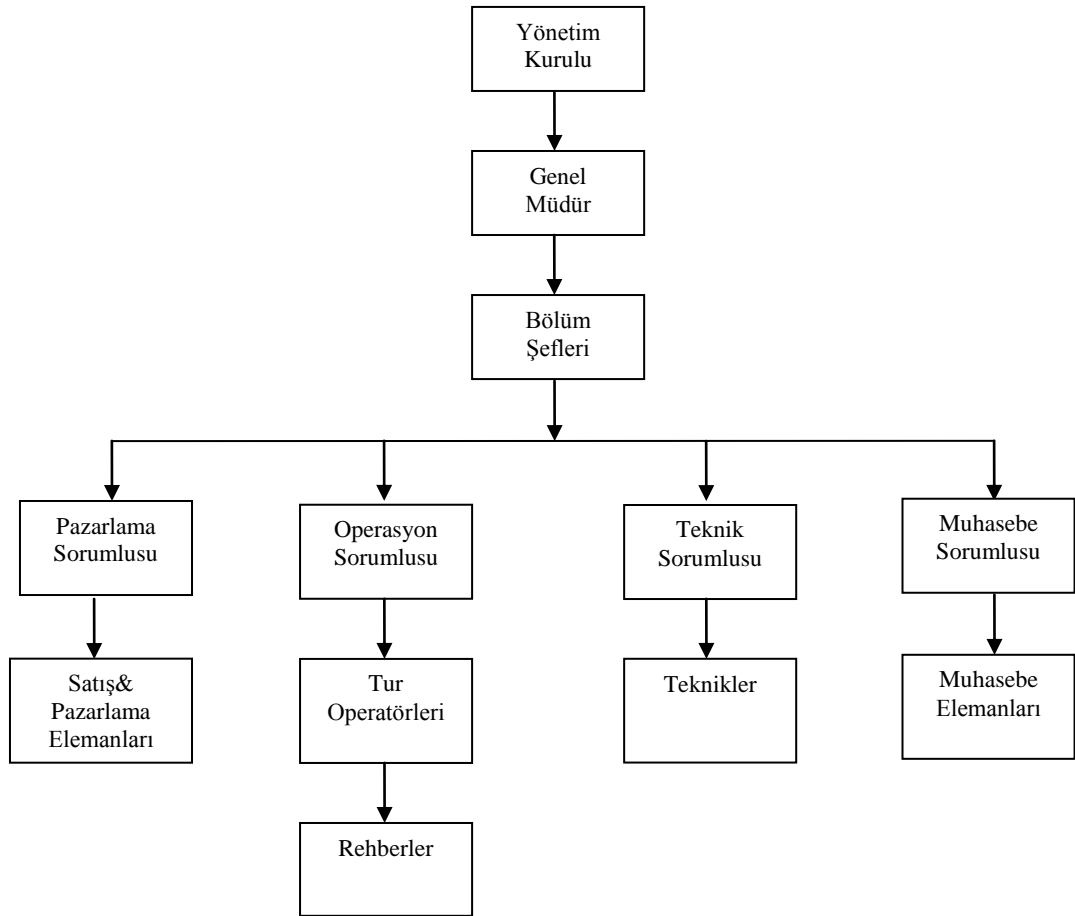 Yönetim
Kurulu
Genel
Müdür
Bölüm
Şefleri
Pazarlama
Sorumlusu
Operasyon
Sorumlusu
Teknik
Sorumlusu
Muhasebe
Sorumlusu
Satış&
Pazarlama
Elemanları
Tur
Operatörleri
Teknikler
Muhasebe
Elemanları
Rehberler